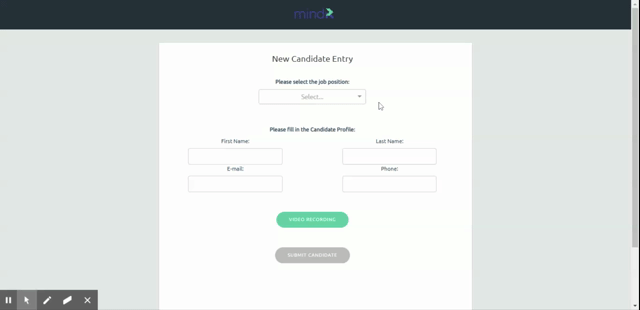 mindX
New Candidate Entry
Please select the job position:
Select...
Please fill in the Candidate Profile:
First Name:
Last Name:
E-mail:
Phone:
VIDEO RECORDING
SUBMIT CANDIDATE